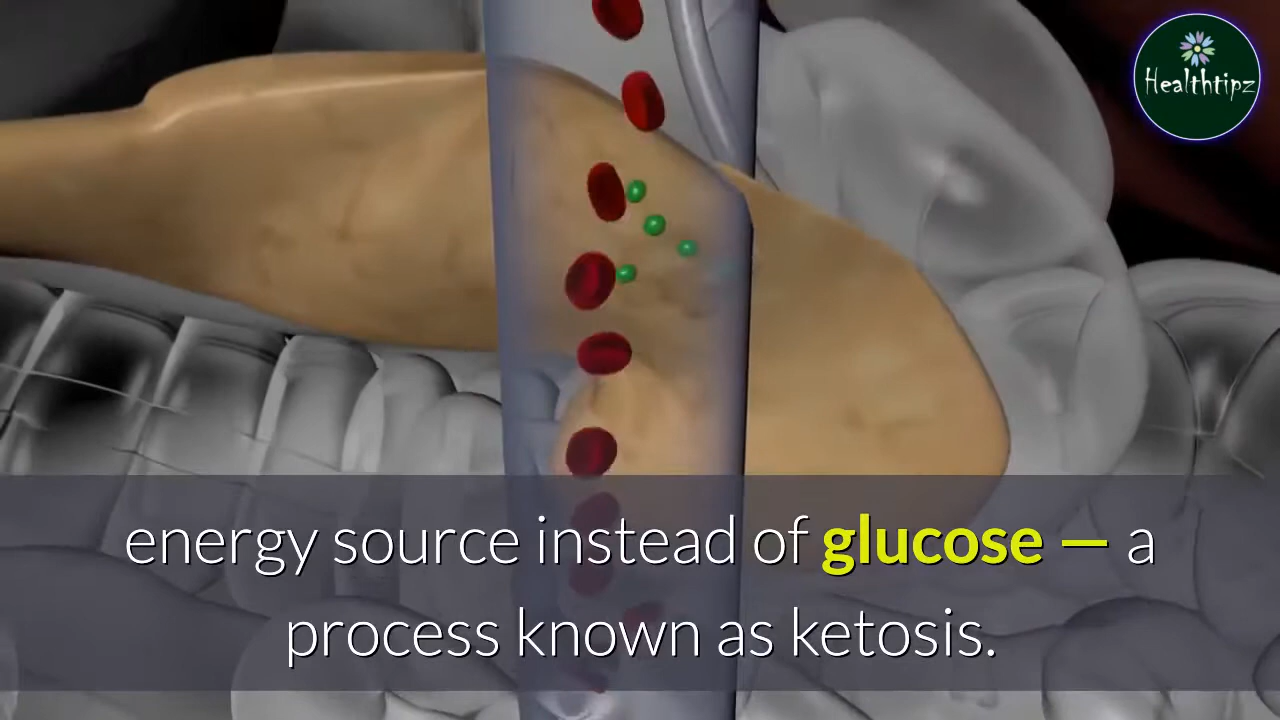 Healthtipz
energy source instead of glucose — a
process known as ketosis.